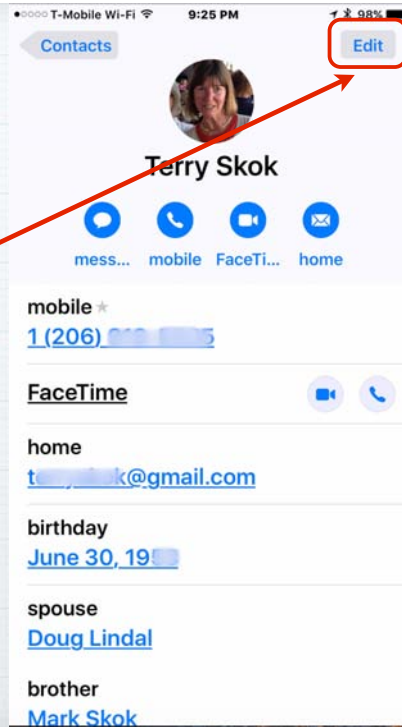 T-Mobile Wi-Fi 9:25 PM 98%
Contacts Edit
Terry Skok
mess... mobile FaceTi... home
mobile
1 (206)
FaceTime
home
@gmail.com
birthday
June 30, 19
spouse
Doug Lindal
brother
Mark Skok